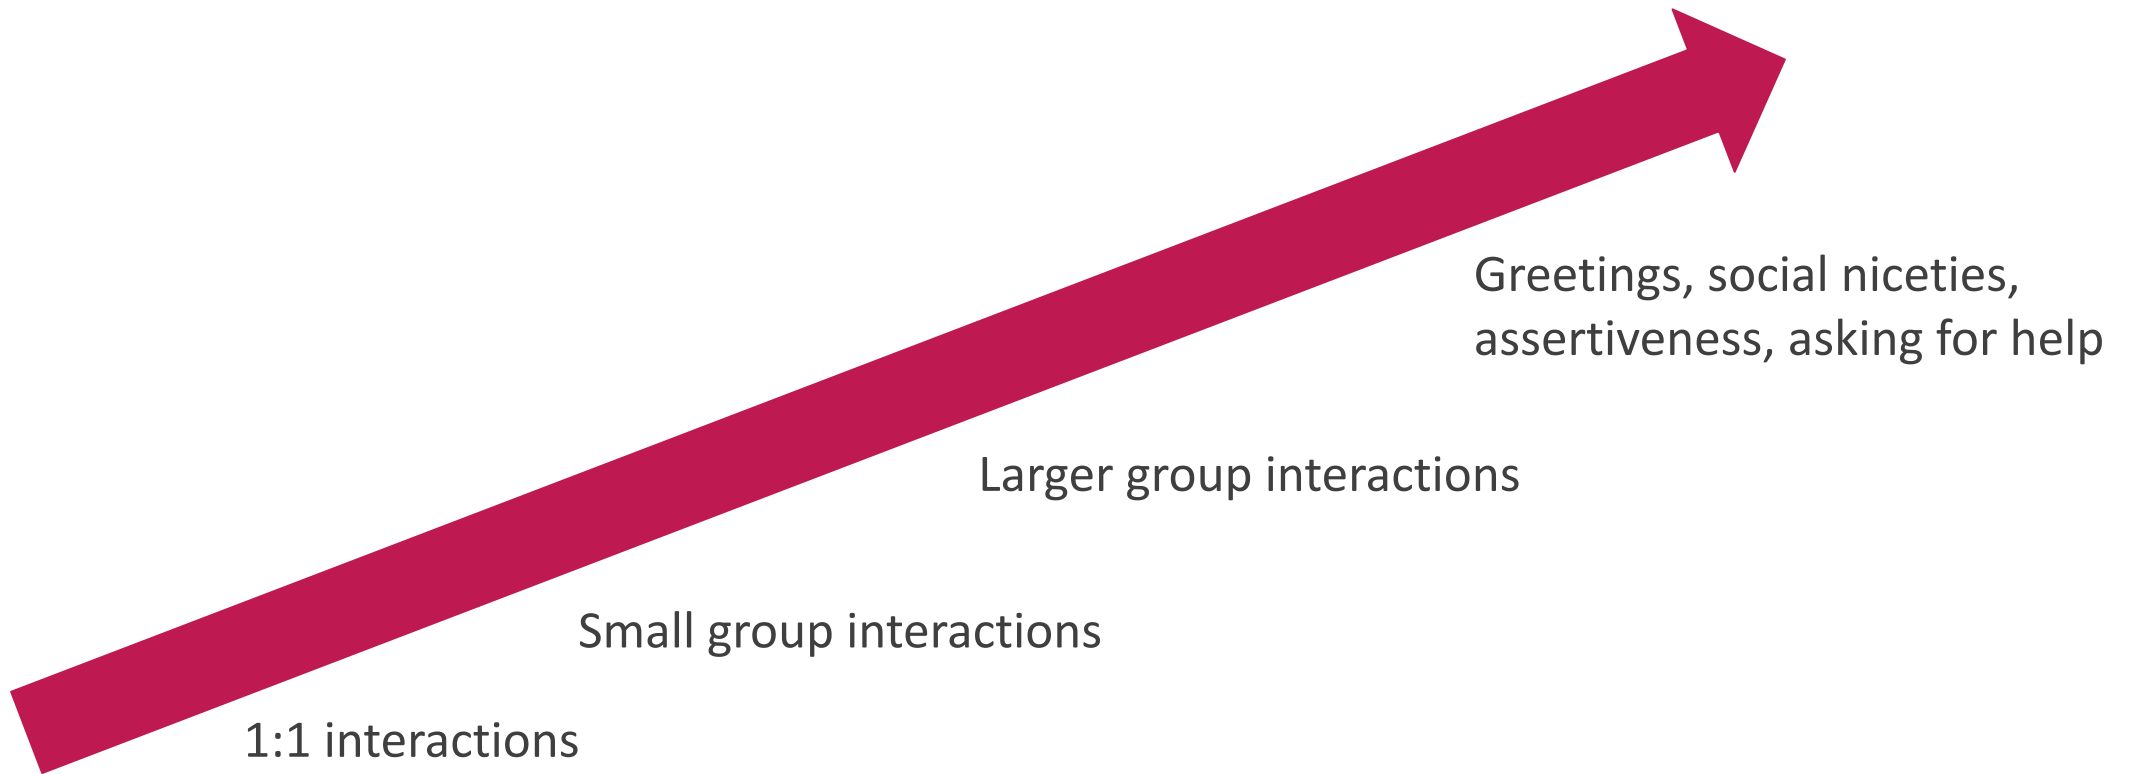 Greetings, social niceties,
assertiveness, asking for help
Larger group interactions
Small group interactions
1:1 interactions